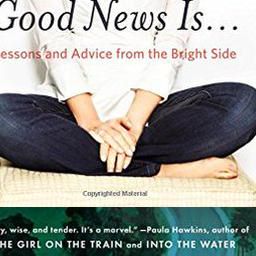 Good News Is...
essons and Advice from the Bright Side
Copyrighted Material
y, wise, and tender. It's a marvel." —Paula Hawkins, author of
HE GIRL ON THE TRAIN and INTO THE WATER